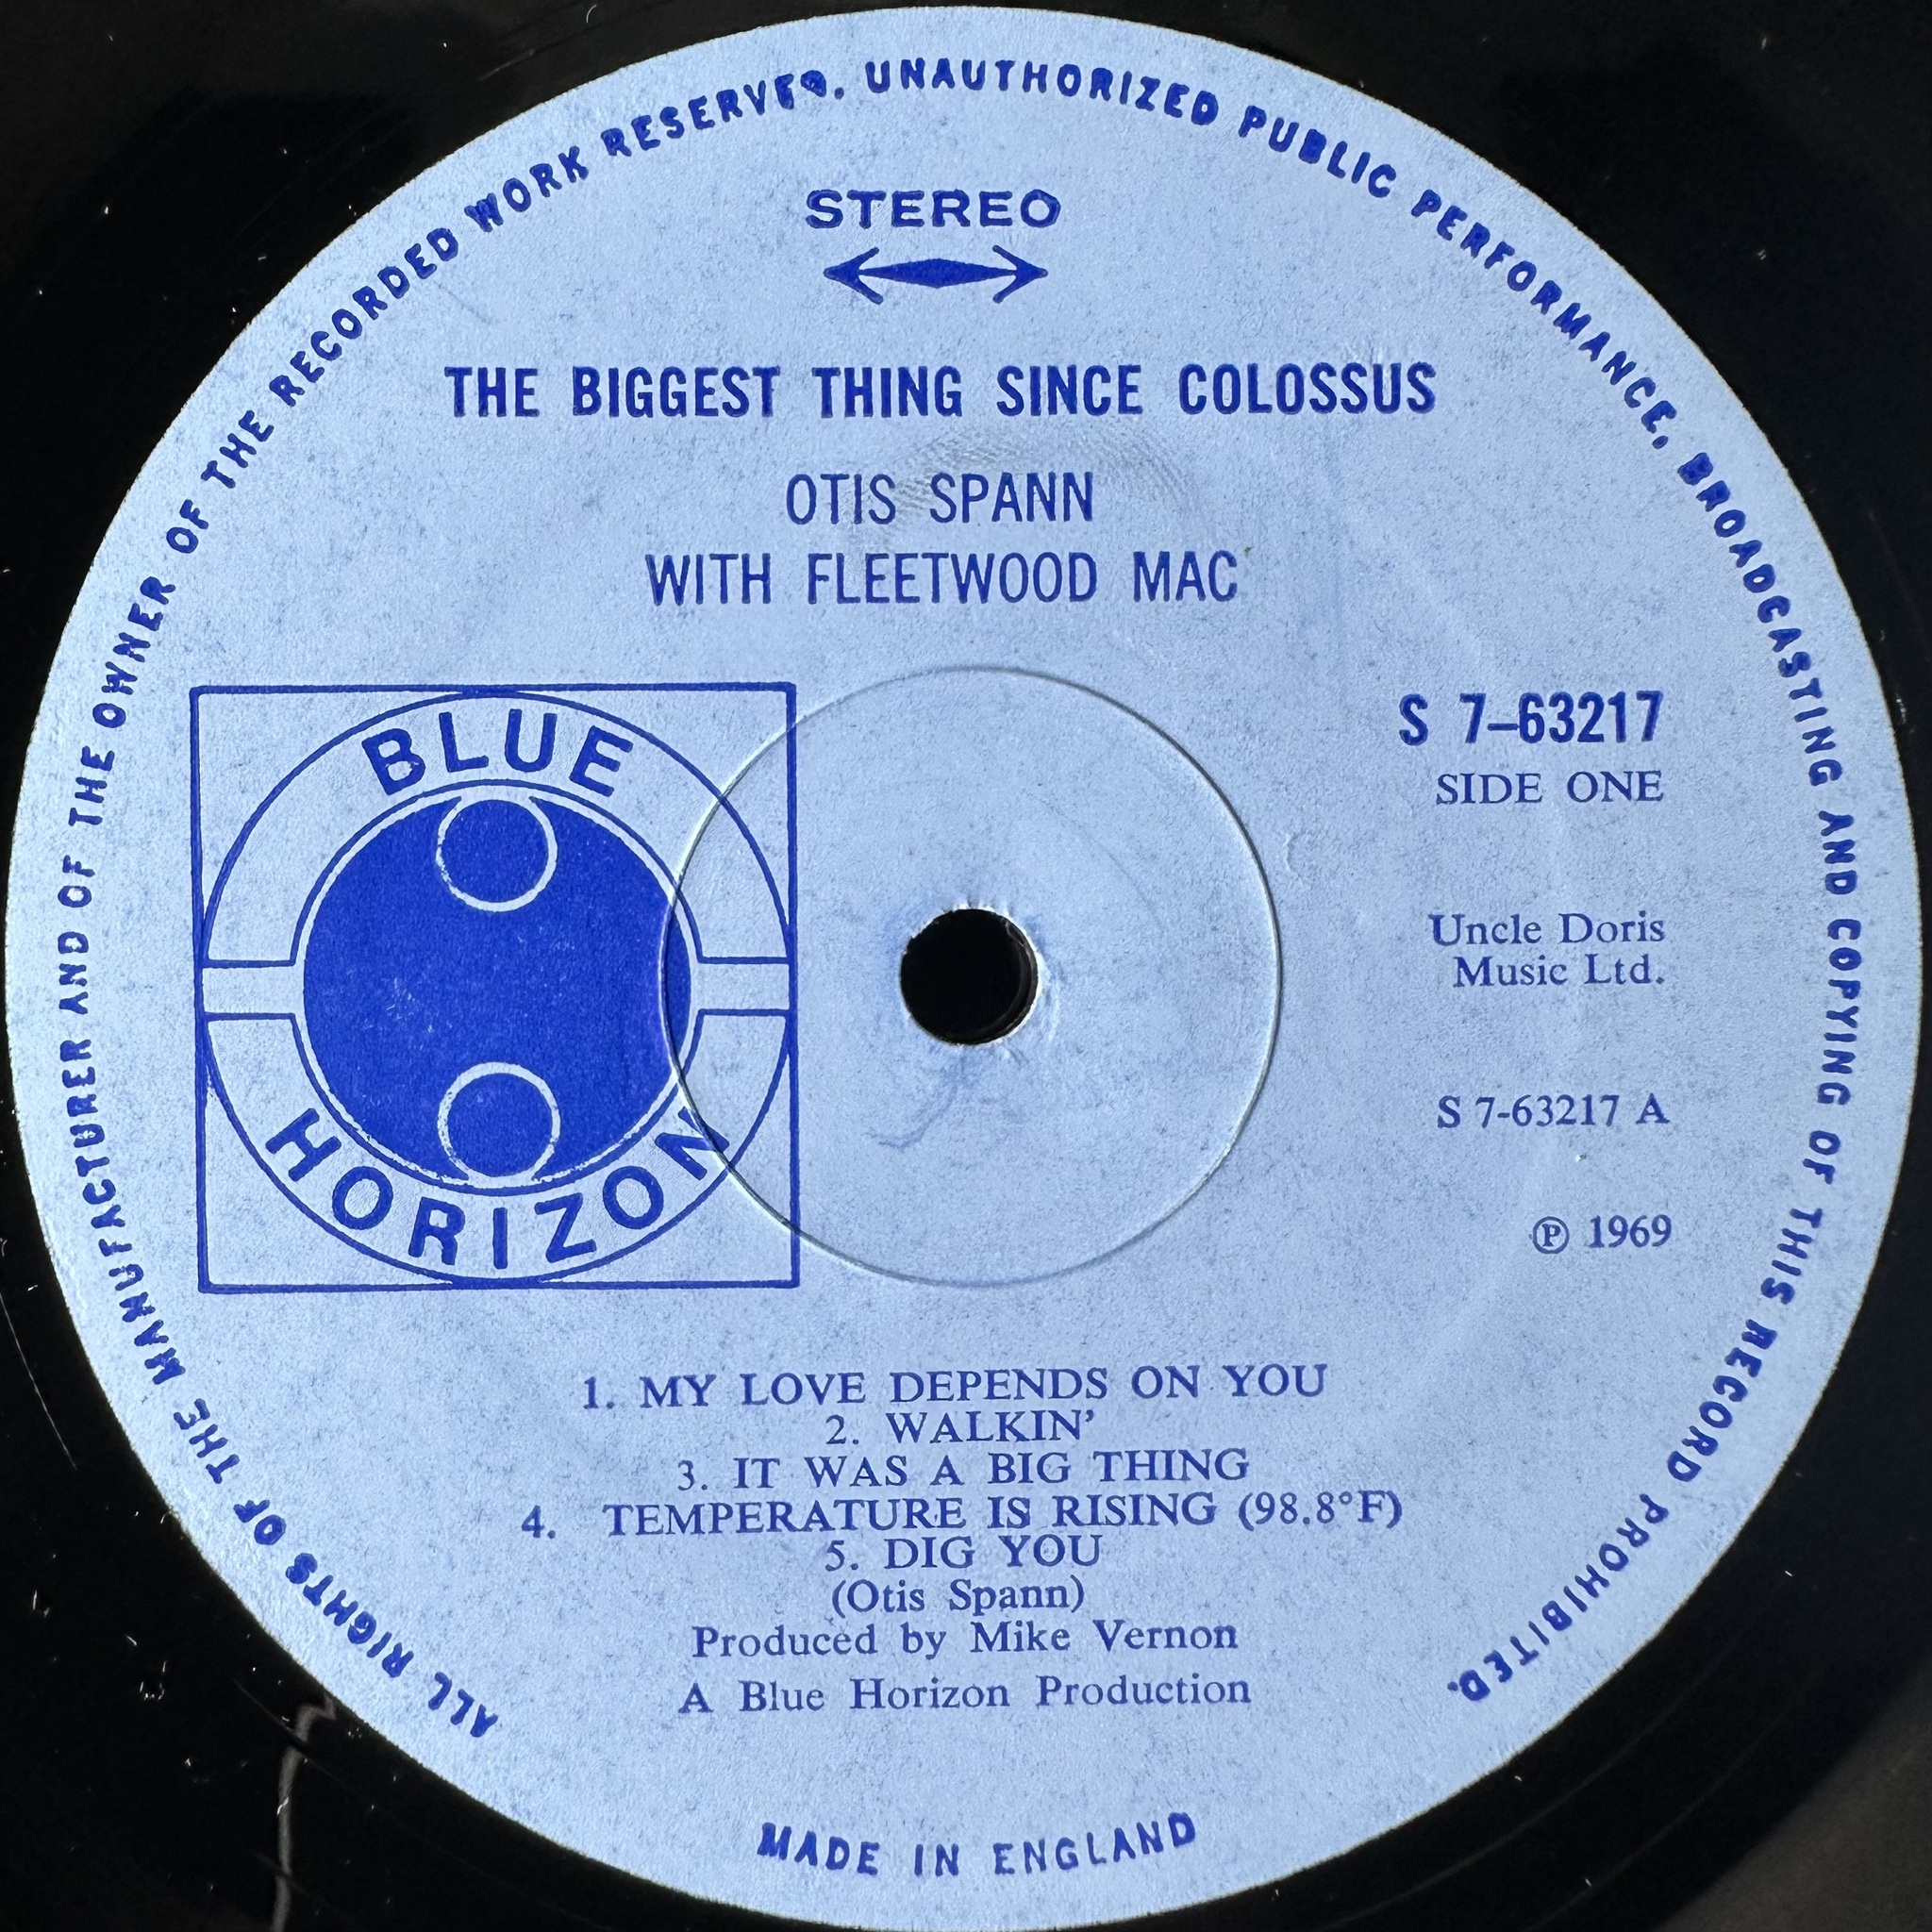 ALL RIGHTS OF THE MANUFACTURER AND OF THE OWNER OF THE RECORDED WORK RESERVED. UNAUTHORIZED PUBLIC PERFORMANCE, BROADCASTING AND COPYING OF THIS RECORD PROHIBITED.
STEREO
THE BIGGEST THING SINCE COLOSSUS
OTIS SPANN
WITH FLEETWOOD MAC
BLUE
HORIZON
S 7–63217
SIDE ONE
Uncle Doris
Music Ltd.
S 7-63217 A
℗ 1969
1. MY LOVE DEPENDS ON YOU
2. WALKIN’
3. IT WAS A BIG THING
4. TEMPERATURE IS RISING (98.8°F)
5. DIG YOU
(Otis Spann)
Produced by Mike Vernon
A Blue Horizon Production
MADE IN ENGLAND